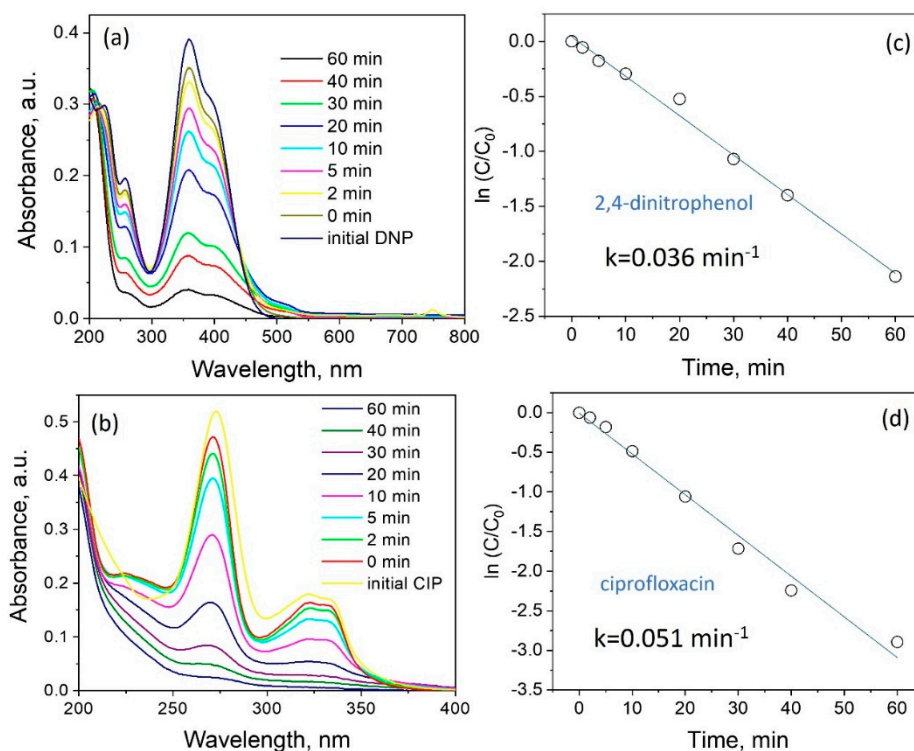 (a)
0.4
0.3
0.2
0.1
0.0
Absorbance, a.u.
60 min
40 min
30 min
20 min
10 min
5 min
2 min
0 min
initial DNP
200 300 400 500 600 700 800
Wavelength, nm
(c)
0.0
-0.5
-1.0
-1.5
-2.0
-2.5
ln (C/C₀)
2,4-dinitrophenol
k=0.036 min⁻¹
0 10 20 30 40 50 60
Time, min
(b)
0.5
0.4
0.3
0.2
0.1
0.0
Absorbance, a.u.
60 min
40 min
30 min
20 min
10 min
5 min
2 min
0 min
initial CIP
200 250 300 350 400
Wavelength, nm
(d)
0.0
-0.5
-1.0
-1.5
-2.0
-2.5
-3.0
-3.5
ln (C/C₀)
ciprofloxacin
k=0.051 min⁻¹
0 10 20 30 40 50 60
Time, min